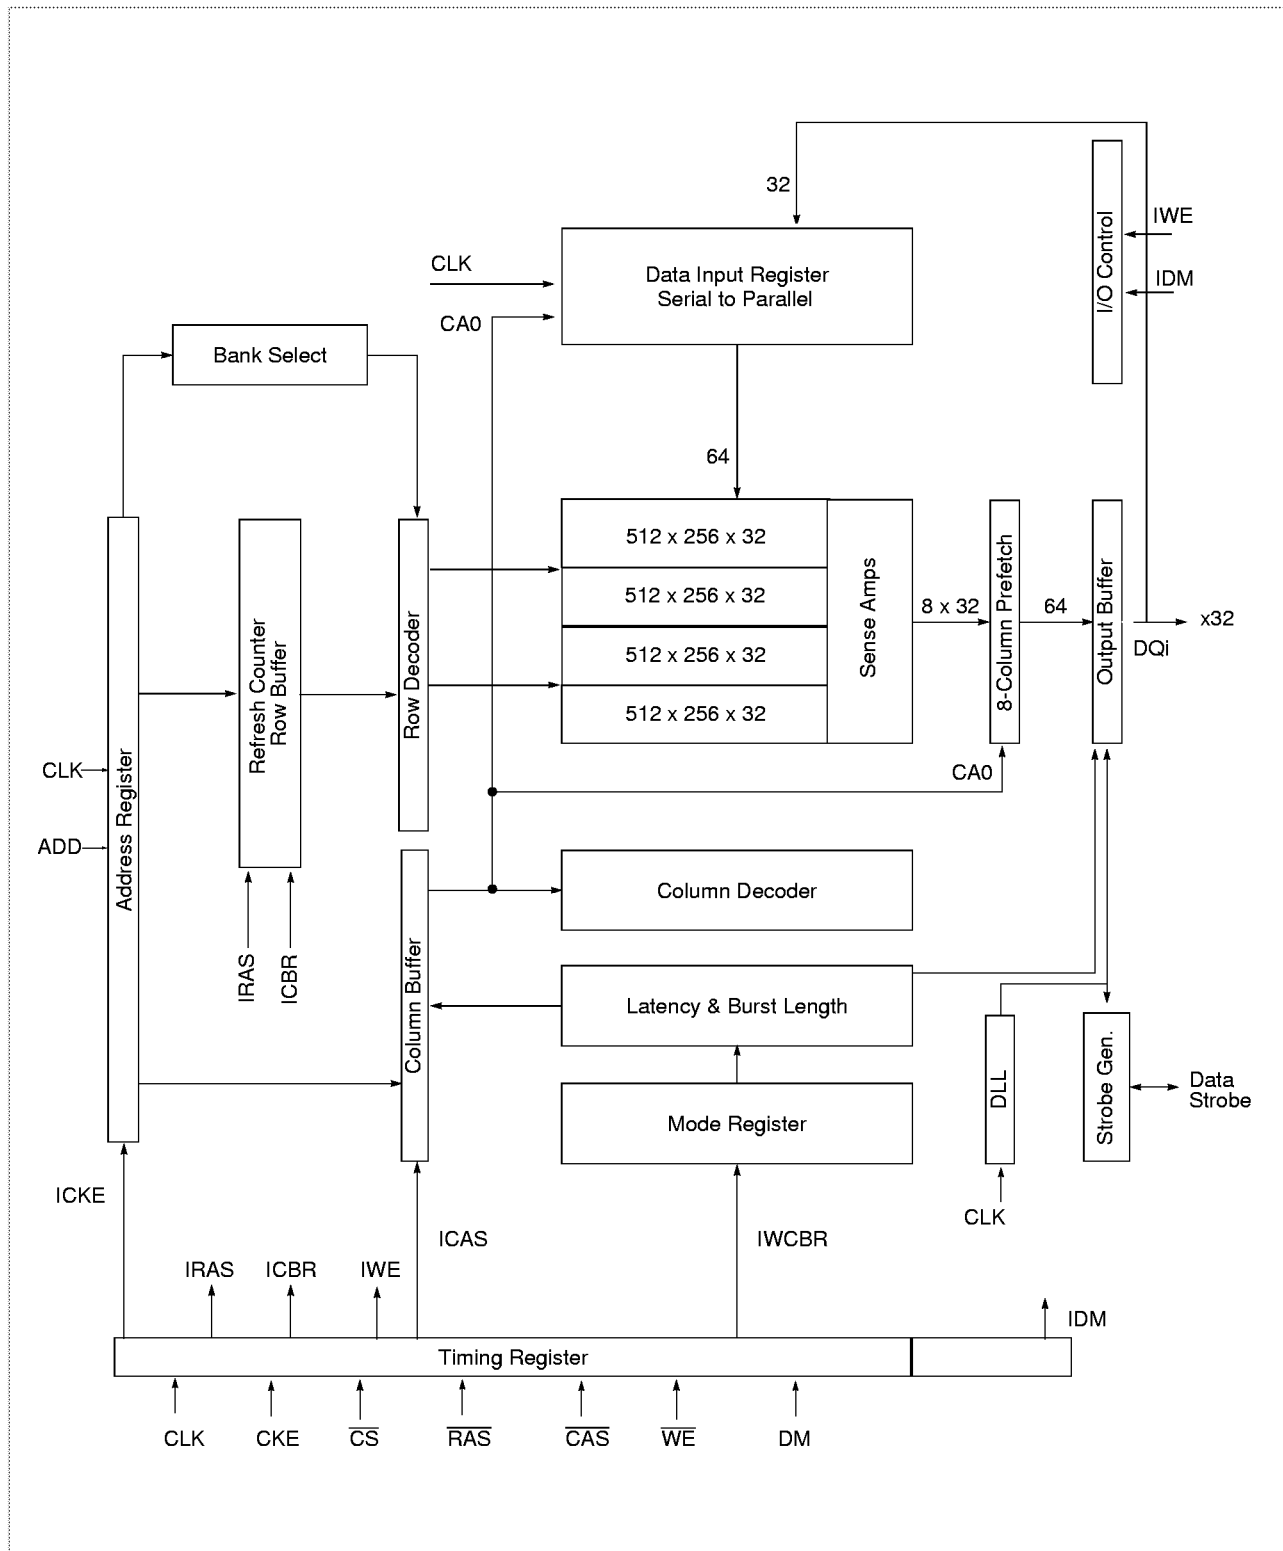 32
IWE
I/O Control
IDM
CLK
Data Input Register
Serial to Parallel
CA0
Bank Select
64
512 x 256 x 32
512 x 256 x 32
512 x 256 x 32
512 x 256 x 32
Sense Amps
8 x 32
8-Column Prefetch
64
Output Buffer
x32
DQi
Refresh Counter
Row Buffer
Row Decoder
CLK
ADD
Address Register
CA0
Column Decoder
IRAS
ICBR
Column Buffer
Latency & Burst Length
Mode Register
DLL
Strobe Gen.
Data
Strobe
CLK
ICKE
ICAS
IWCBR
IRAS
ICBR
IWE
IDM
Timing Register
CLK
CKE
C̅S̅
R̅A̅S̅
C̅A̅S̅
W̅E̅
DM